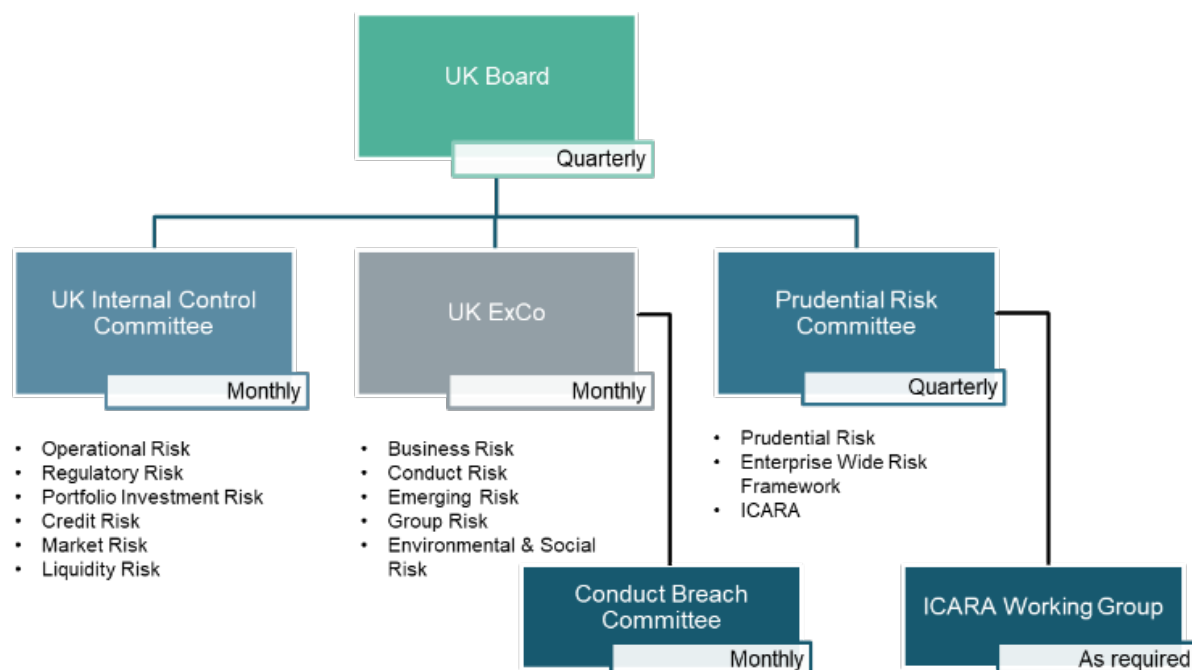 UK Board
Quarterly
UK Internal Control
Committee
Monthly
UK ExCo
Monthly
Prudential Risk
Committee
Quarterly
• Operational Risk
• Regulatory Risk
• Portfolio Investment Risk
• Credit Risk
• Market Risk
• Liquidity Risk
• Business Risk
• Conduct Risk
• Emerging Risk
• Group Risk
• Environmental & Social
Risk
• Prudential Risk
• Enterprise Wide Risk
Framework
• ICARA
Conduct Breach
Committee
Monthly
ICARA Working Group
As required